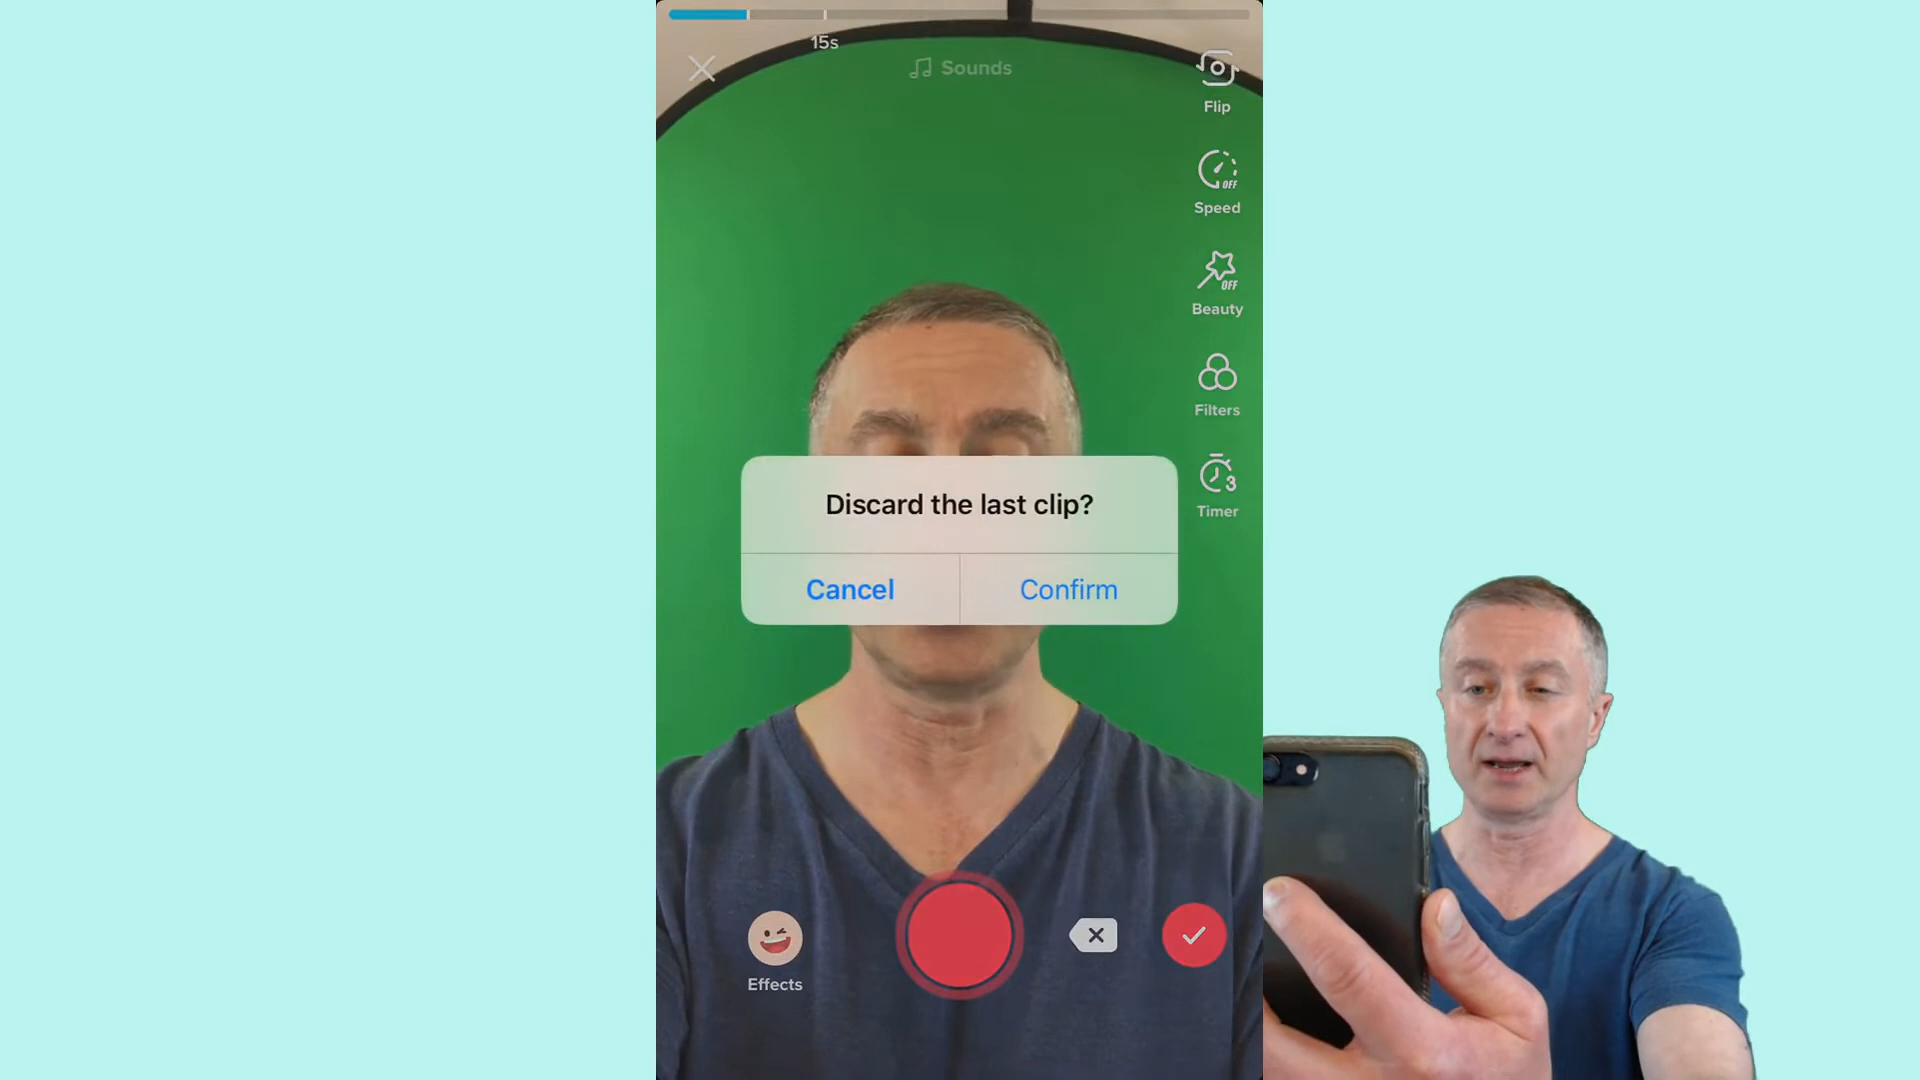 15s
Sounds
Flip
OFF
Speed
OFF
Beauty
Filters
3
Timer
Discard the last clip?
Cancel
Confirm
Effects